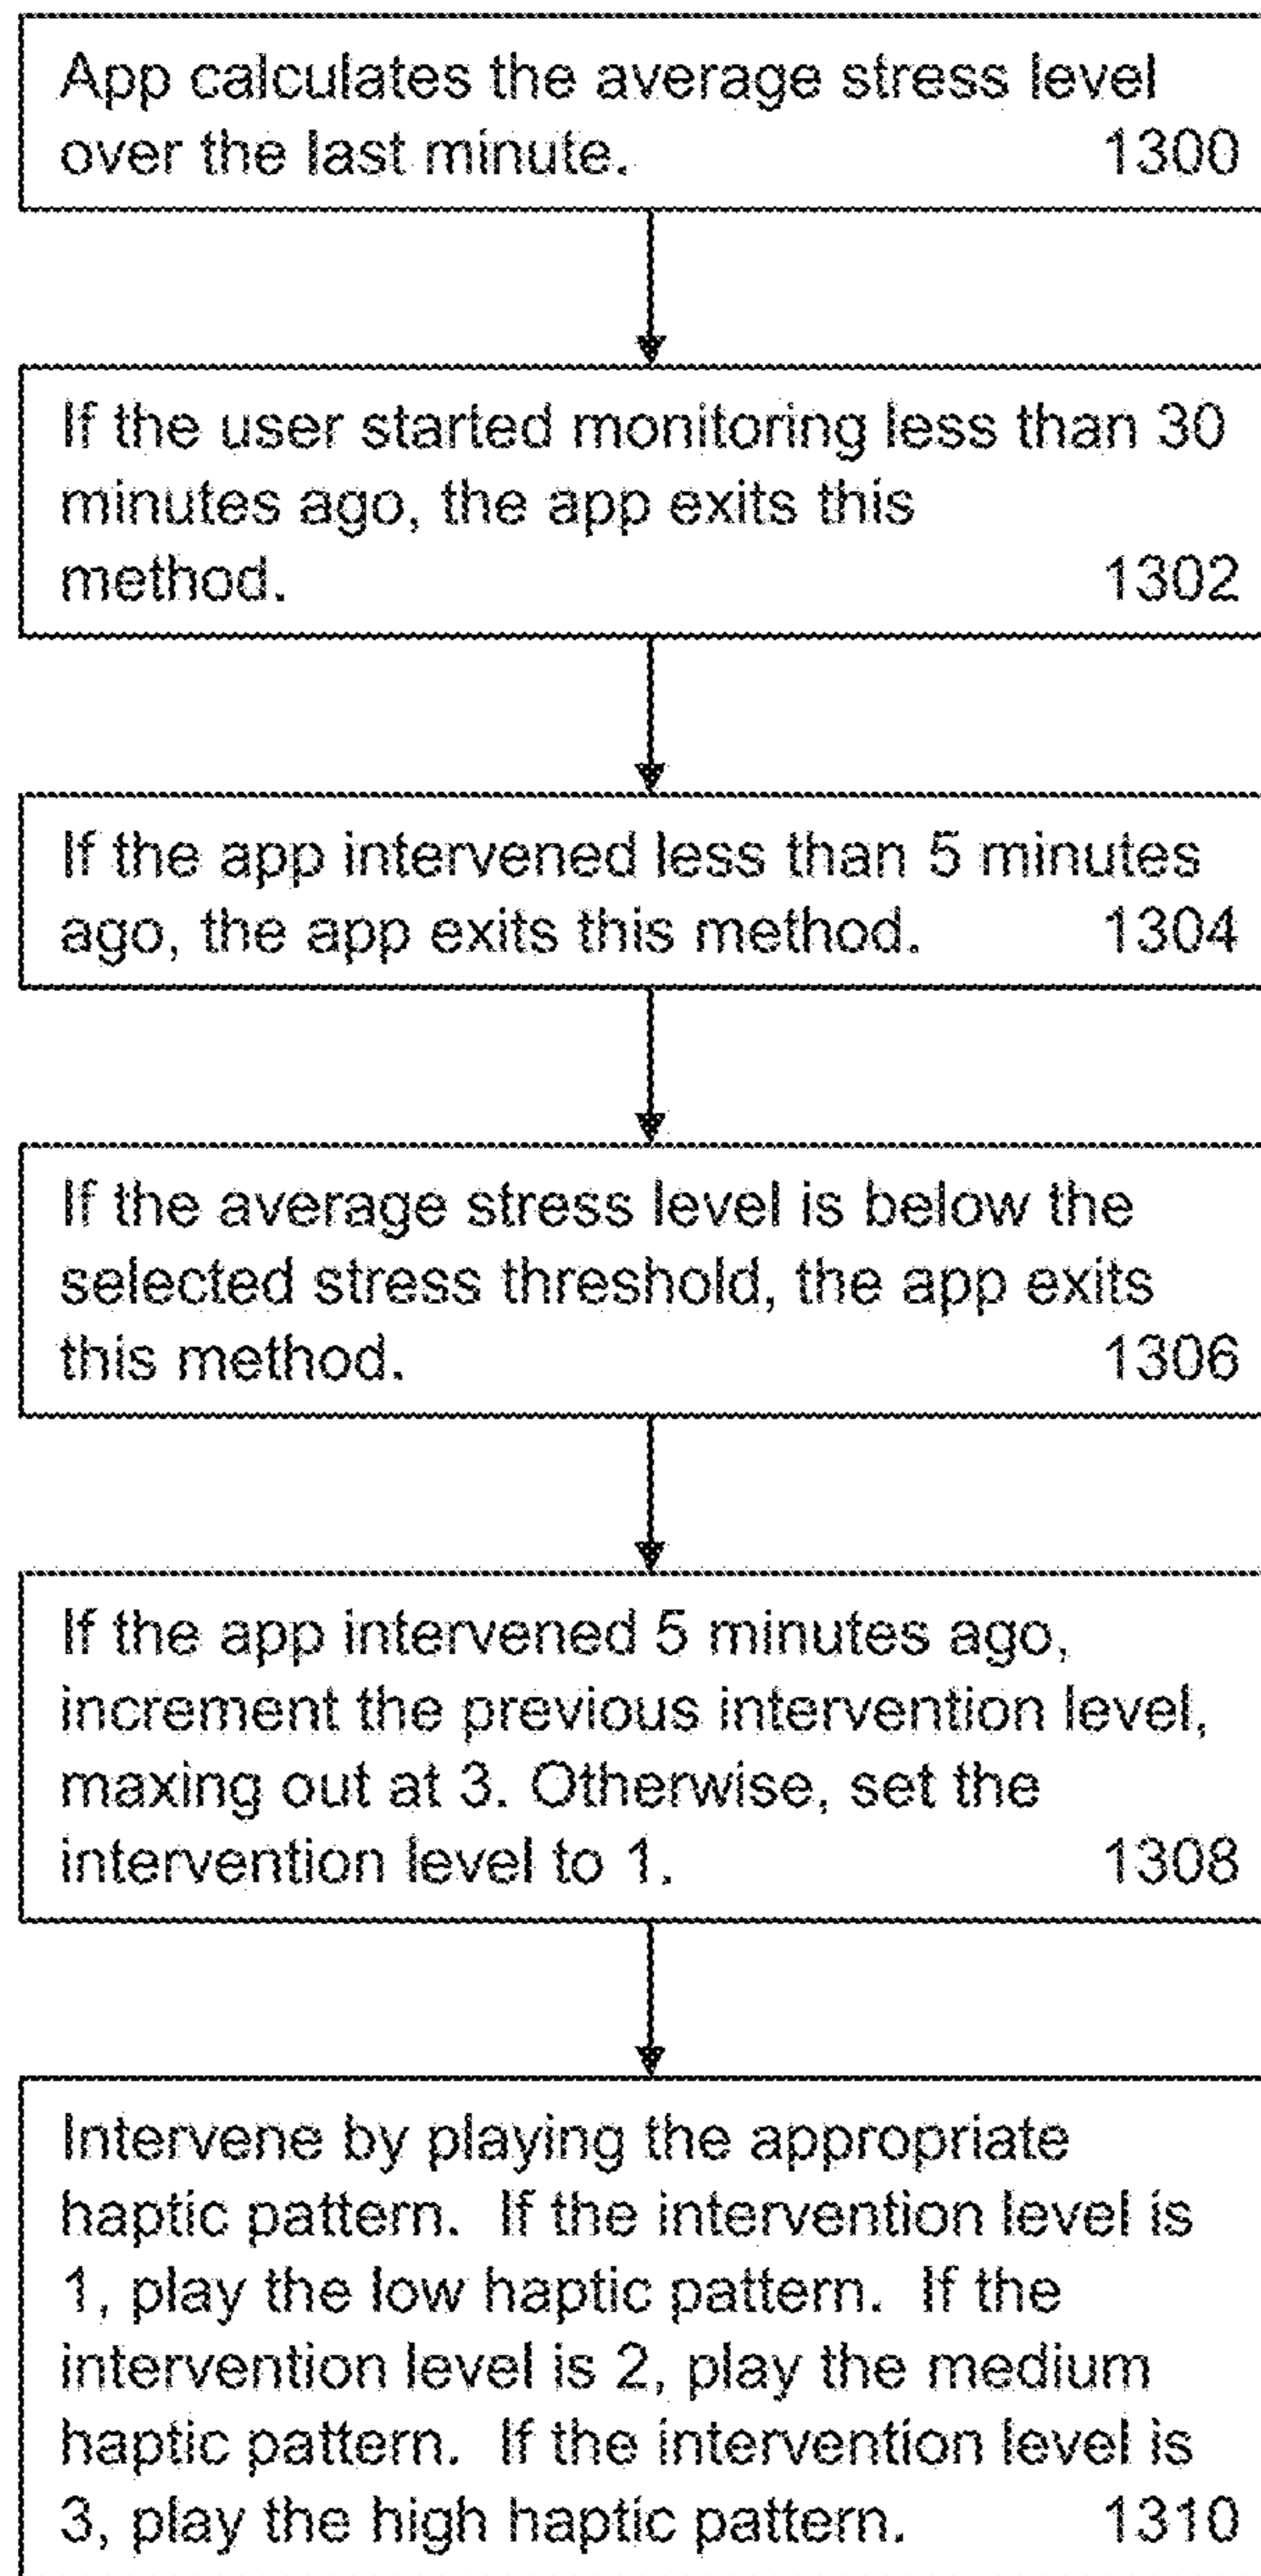 App calculates the average stress level
over the last minute. 1300
If the user started monitoring less than 30
minutes ago, the app exits this
method. 1302
If the app intervened less than 5 minutes
ago, the app exits this method. 1304
If the average stress level is below the
selected stress threshold, the app exits
this method. 1306
If the app intervened 5 minutes ago,
increment the previous intervention level,
maxing out at 3. Otherwise, set the
intervention level to 1. 1308
Intervene by playing the appropriate
haptic pattern. If the intervention level is
1, play the low haptic pattern. If the
intervention level is 2, play the medium
haptic pattern. If the intervention level is
3, play the high haptic pattern. 1310